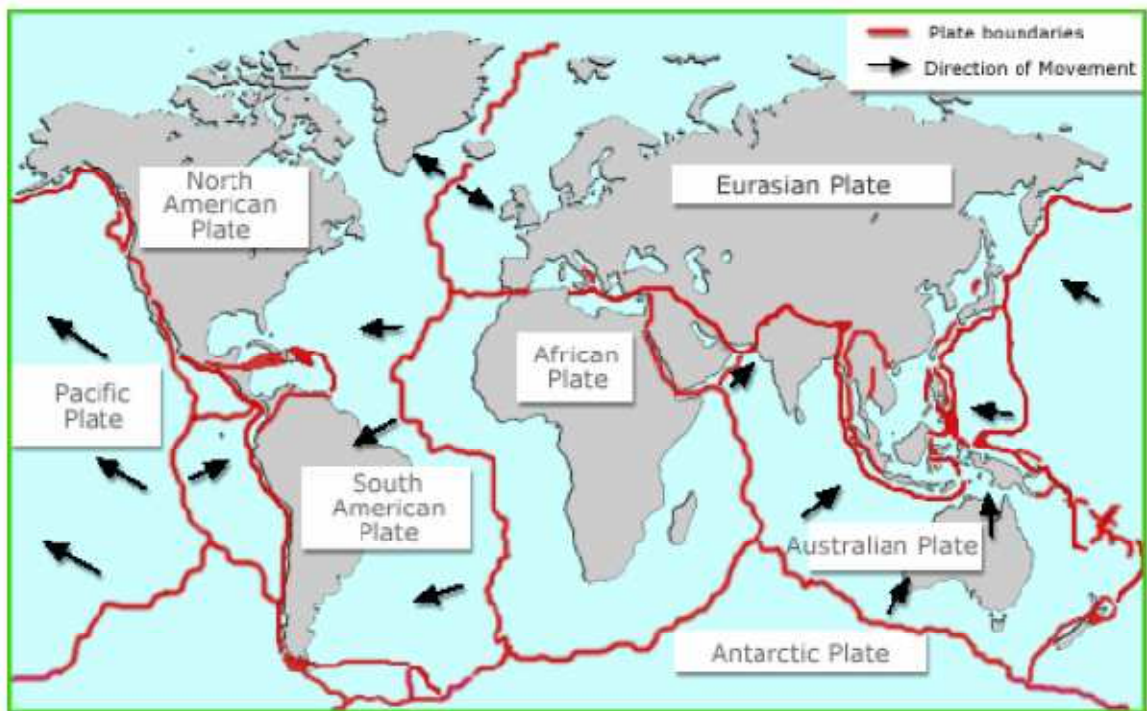 Plate boundaries
Direction of Movement
North
American
Plate
Eurasian Plate
African
Plate
Pacific
Plate
South
American
Plate
Australian Plate
Antarctic Plate